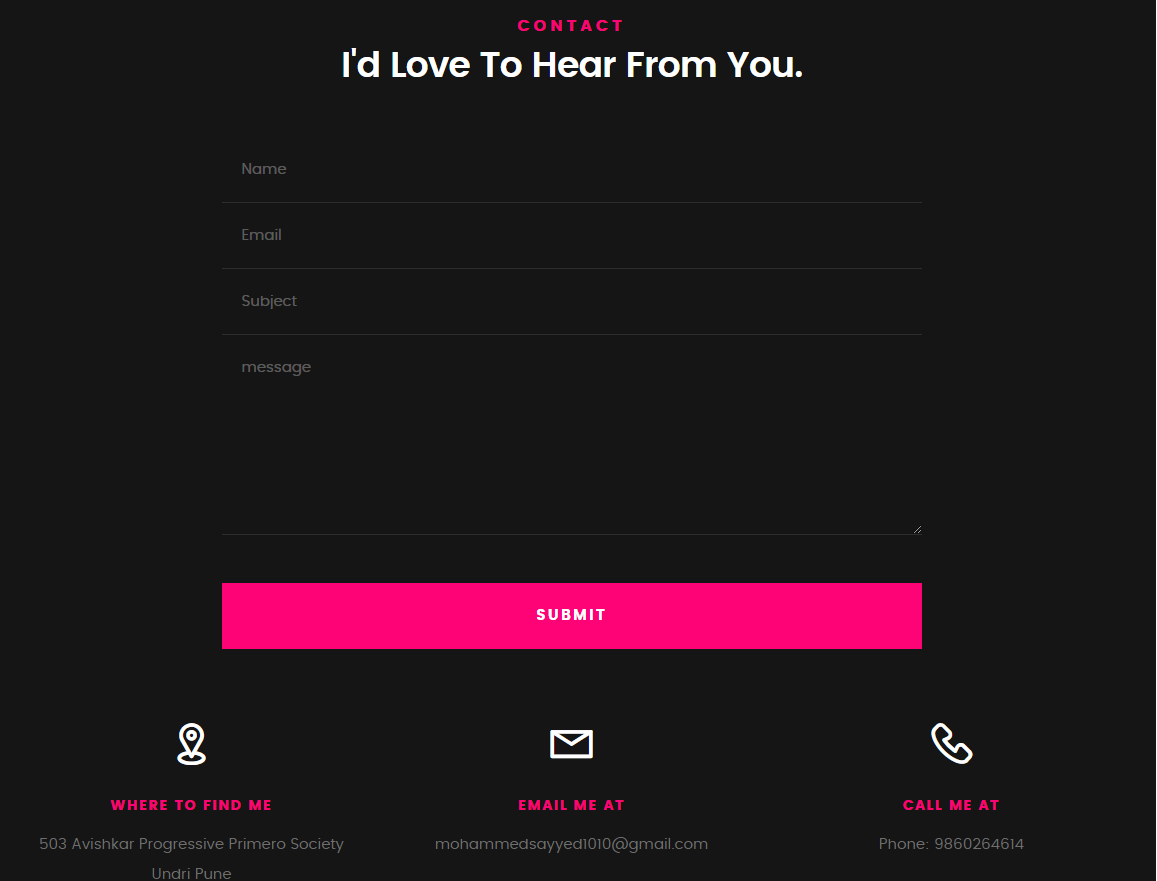 CONTACT
I'd Love To Hear From You.
Name
Email
Subject
message
SUBMIT
WHERE TO FIND ME
503 Avishkar Progressive Primero Society
Undri Pune
EMAIL ME AT
mohammedsayyed1010@gmail.com
CALL ME AT
Phone: 9860264614